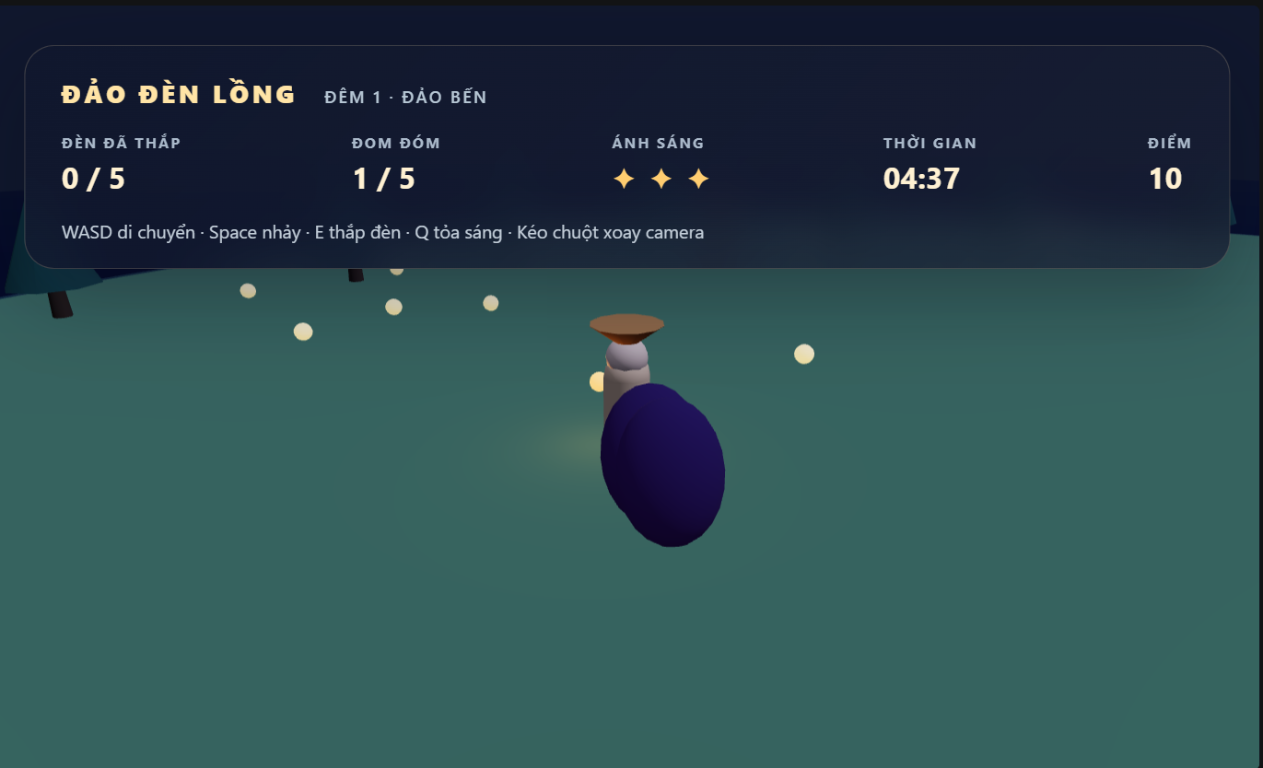 ĐẢO ĐÈN LỒNG ĐÊM 1 · ĐẢO BẾN
ĐÈN ĐÃ THẮP ĐOM ĐÓM ÁNH SÁNG THỜI GIAN ĐIỂM
0 / 5 1 / 5 ✦ ✦ ✦ 04:37 10
WASD di chuyển · Space nhảy · E thắp đèn · Q tỏa sáng · Kéo chuột xoay camera